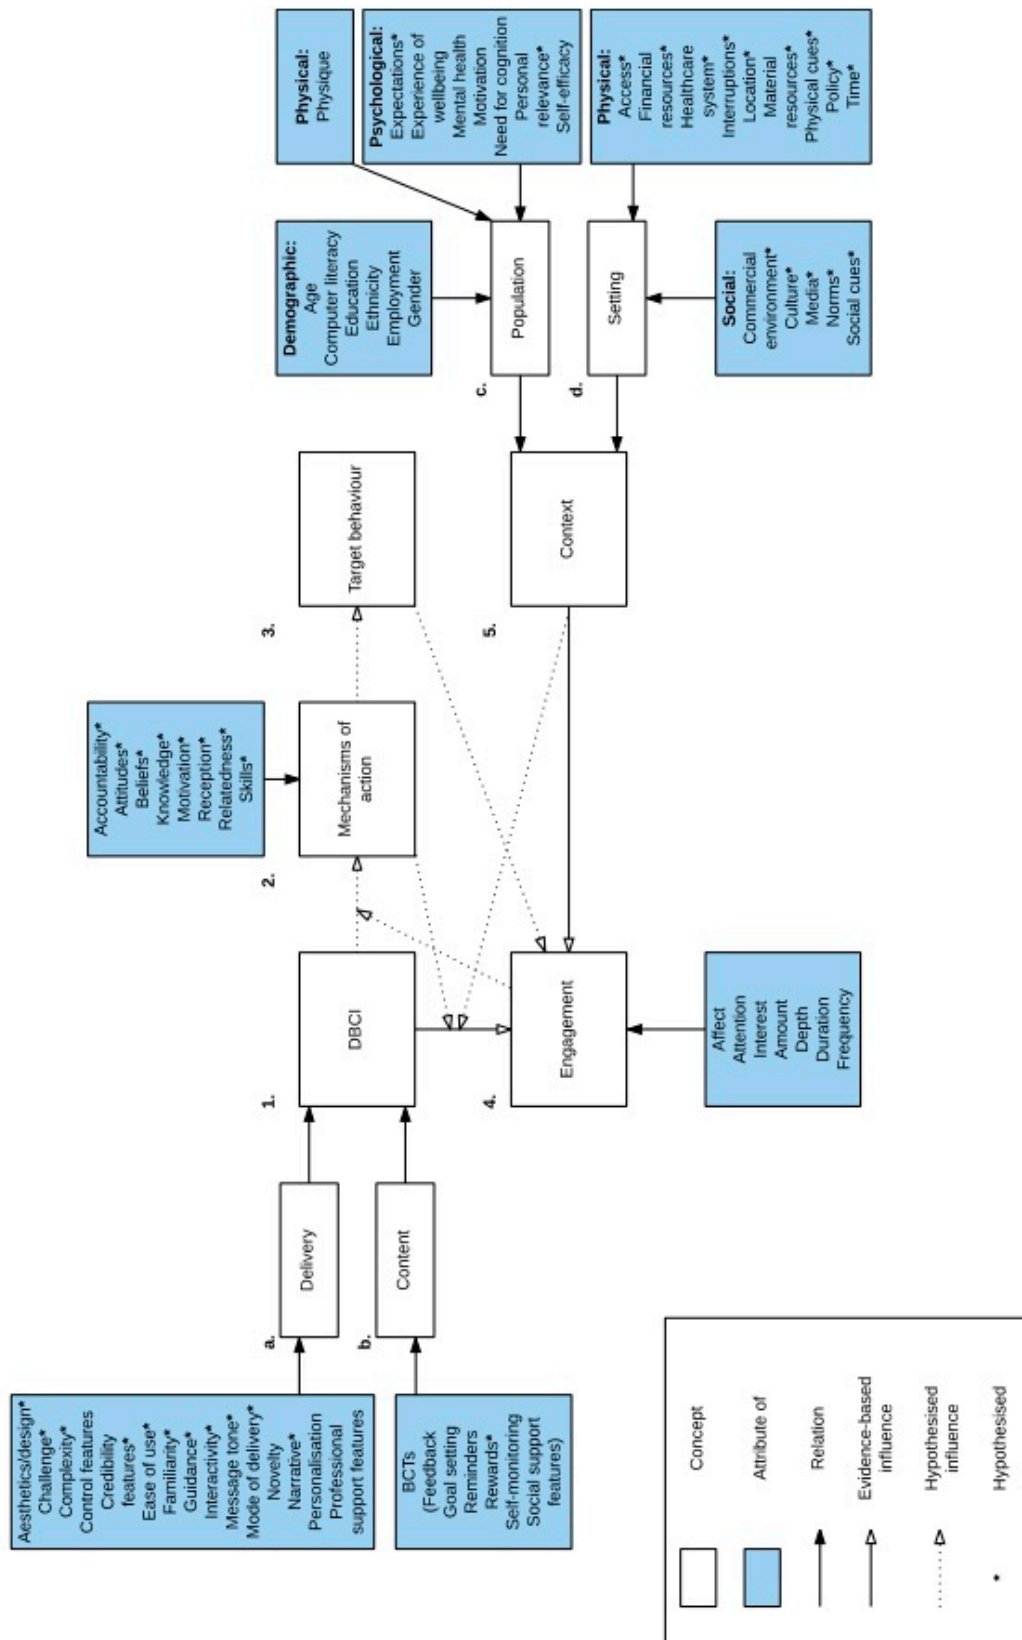 Aesthetics/design*
Challenge*
Complexity*
Control features
Credibility
features*
Ease of use*
Familiarity*
Guidance*
Interactivity*
Message tone*
Mode of delivery*
Novelty
Narrative*
Personalisation
Professional
support features
BCTs
(Feedback
Goal setting
Reminders
Rewards*
Self-monitoring
Social support
features)
a.
Delivery
b.
Content
1.
DBCI
Accountability*
Attitudes*
Beliefs*
Knowledge*
Motivation*
Reception*
Relatedness*
Skills*
2.
Mechanisms of
action
3.
Target behaviour
4.
Engagement
Affect
Attention
Interest
Amount
Depth
Duration
Frequency
5.
Context
c.
Population
d.
Setting
Demographic:
Age
Computer literacy
Education
Ethnicity
Employment
Gender
Physical:
Physique
Psychological:
Expectations*
Experience of
wellbeing
Mental health
Motivation
Need for cognition
Personal
relevance*
Self-efficacy
Physical:
Access*
Financial
resources*
Healthcare
system*
Interruptions*
Location*
Material
resources*
Physical cues*
Policy*
Time*
Social:
Commercial
environment*
Culture*
Media*
Norms*
Social cues*
Concept
Attribute of
Relation
Evidence-based
influence
Hypothesised
influence
* Hypothesised